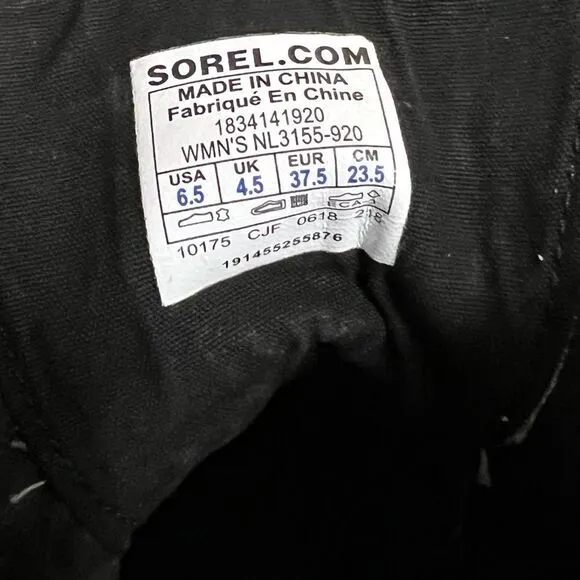 SOREL.COM
MADE IN CHINA
Fabriqué En Chine
1834141920
WMN'S NL3155-920
USA UK EUR CM
6.5 4.5 37.5 23.5
10175 CJF 0618 218
191455255876